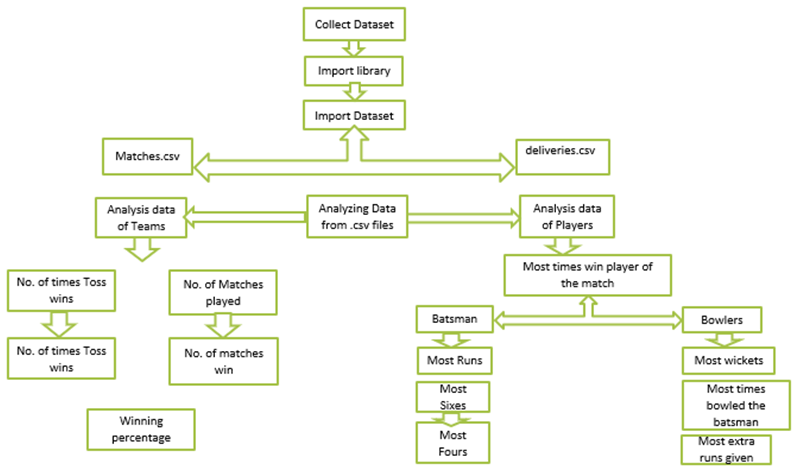 Collect Dataset
Import library
Import Dataset
Matches.csv
deliveries.csv
Analysis data
of Teams
Analyzing Data
from .csv files
Analysis data
of Players
No. of times Toss
wins
No. of Matches
played
Most times win player of
the match
Batsman
Bowlers
No. of times Toss
wins
No. of matches
win
Most Runs
Most wickets
Most
Sixes
Most times
bowled the
batsman
Winning
percentage
Most
Fours
Most extra
runs given